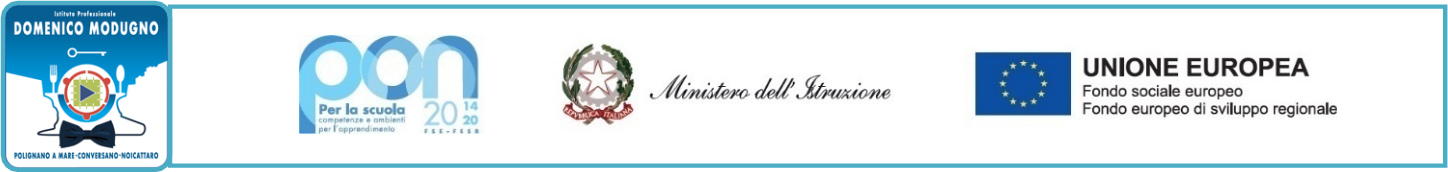 Istituto Professionale
DOMENICO MODUGNO
POLIGNANO A MARE-CONVERSANO-NOICATTARO
pon
Per la scuola
competenze e ambienti
per l'apprendimento
2014
2020
FSE-FESR
REPVBBLICA ITALIANA
Ministero dell'Istruzione
UNIONE EUROPEA
Fondo sociale europeo
Fondo europeo di sviluppo regionale